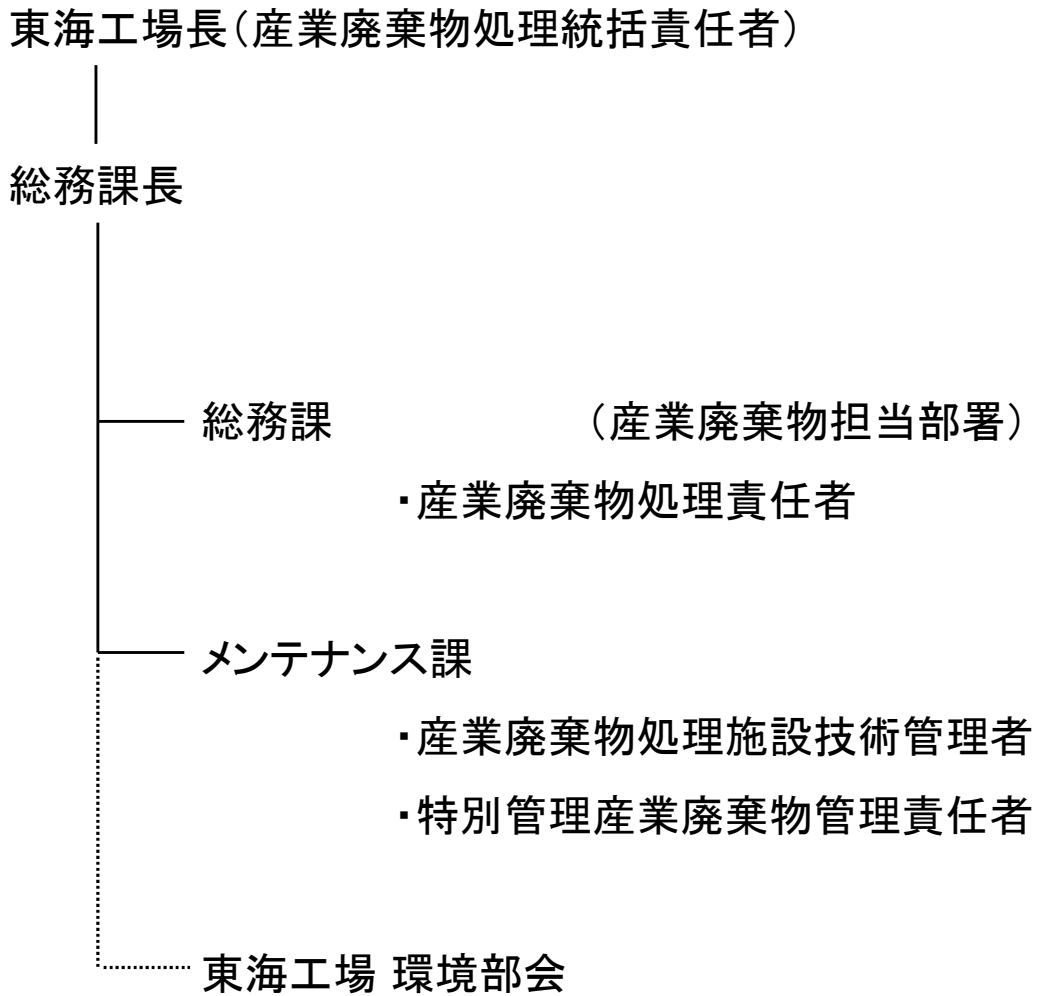 東海工場長（産業廃棄物処理統括責任者）
総務課長
総務課　　　　　　（産業廃棄物担当部署）
・産業廃棄物処理責任者
メンテナンス課
・産業廃棄物処理施設技術管理者
・特別管理産業廃棄物管理責任者
東海工場 環境部会